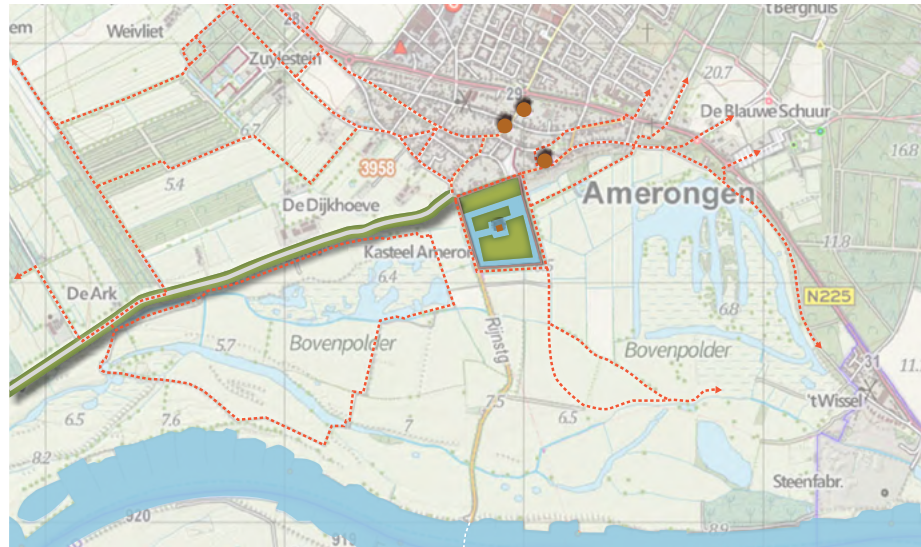 't Berghuis
28
Weivliet
em
Zuylestein
20.7
29
De Blauwe Schuur
6.7
16.8
3958
5.4
Amerongen
De Dijkhoeve
11.8
Kasteel Ameron
6.4
De Ark
6.8
N225
Rijnstg
5.7
Bovenpolder
Bovenpolder
31
't Wissel
7.5
6.5
6.5
7.6
7
8.2
Steenfabr.
920
8.9
919